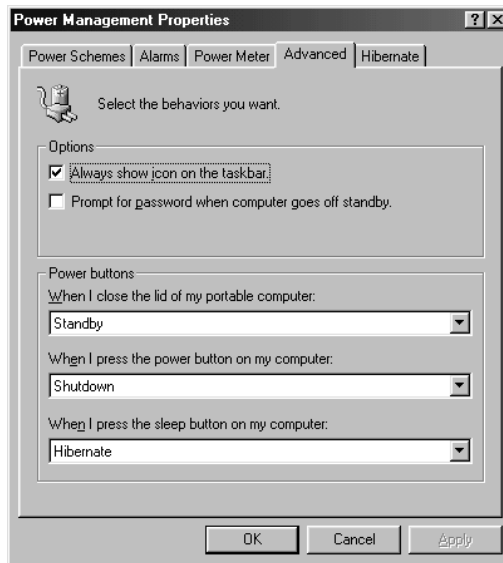 Power Management Properties
Power Schemes Alarms Power Meter Advanced Hibernate
Select the behaviors you want.
Options
Always show icon on the taskbar.
Prompt for password when computer goes off standby.
Power buttons
When I close the lid of my portable computer:
Standby
When I press the power button on my computer:
Shutdown
When I press the sleep button on my computer:
Hibernate
OK Cancel Apply